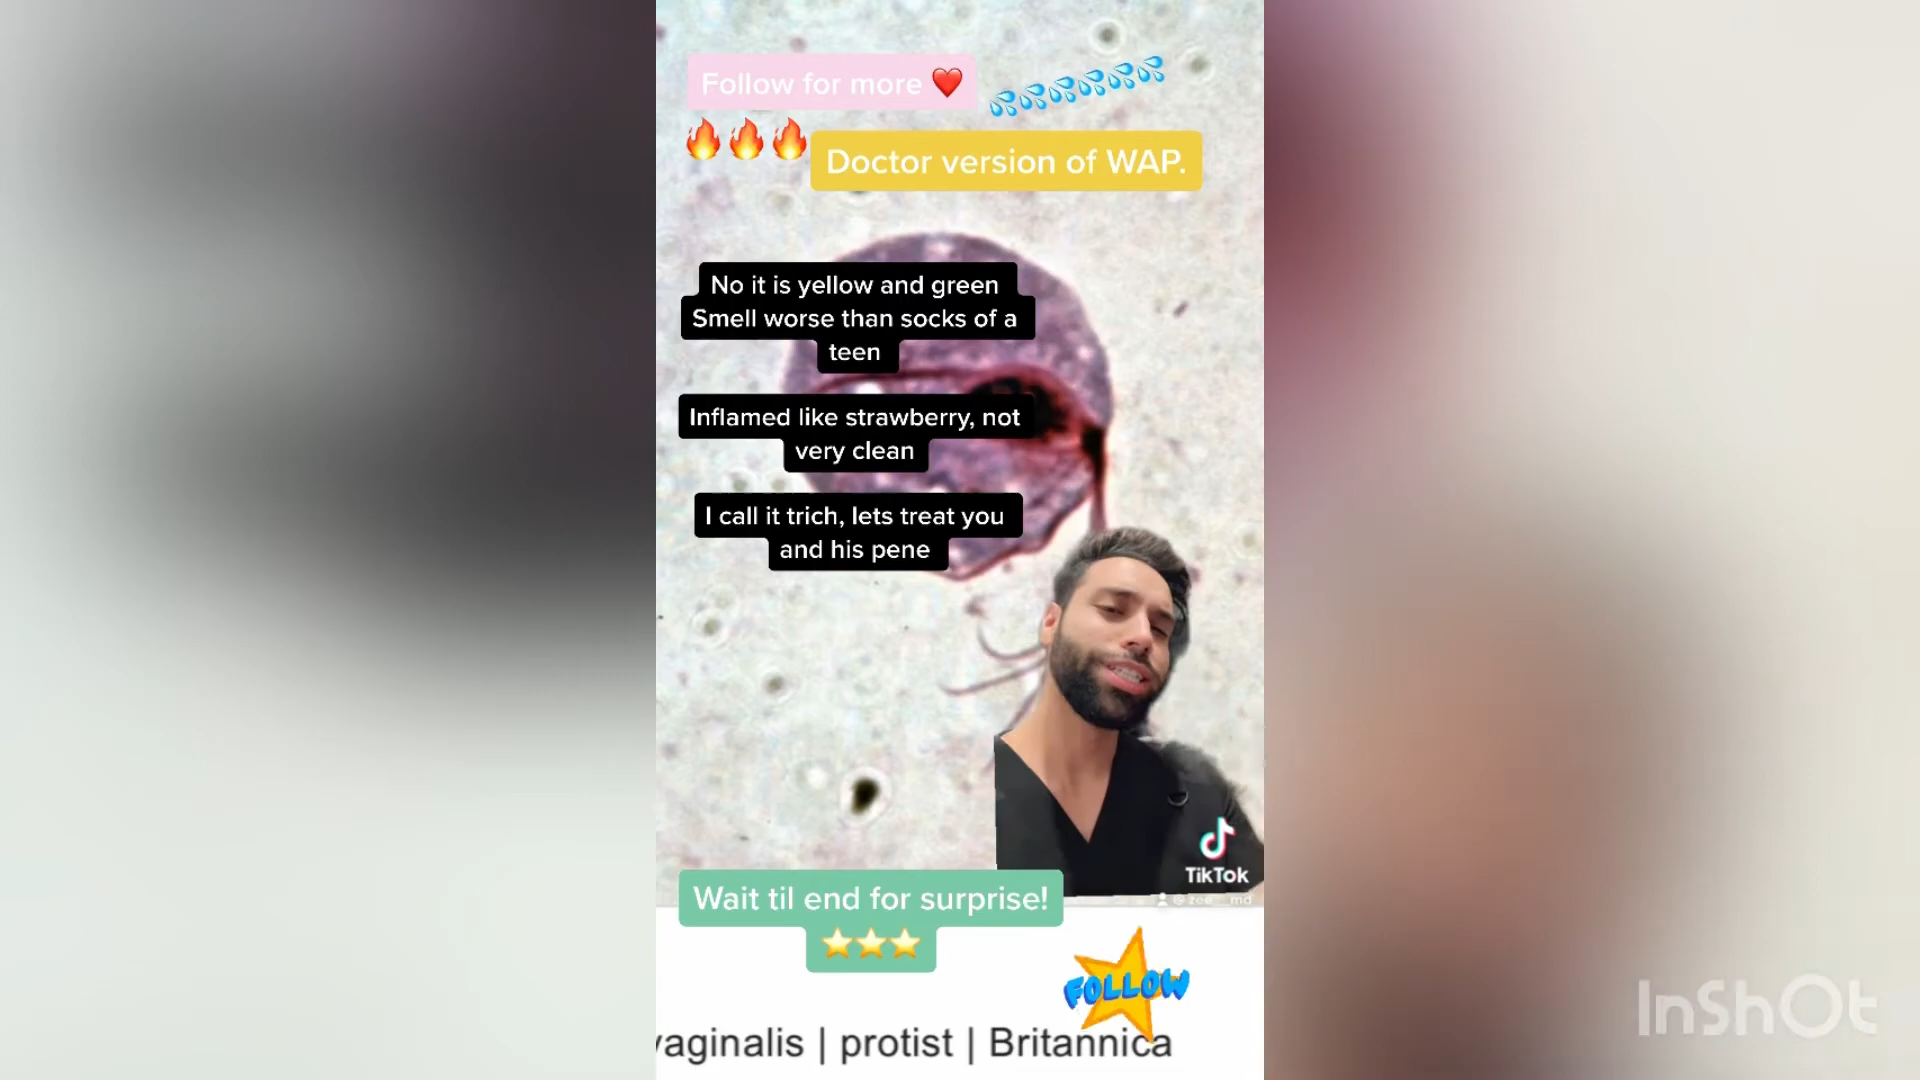 Follow for more ❤️
💦💦💦💦💦💦
🔥🔥🔥
Doctor version of WAP.
No it is yellow and green
Smell worse than socks of a
teen
Inflamed like strawberry, not
very clean
I call it trich, lets treat you
and his pene
TikTok
@zee__md
Wait til end for surprise!
⭐⭐⭐
FOLLOW
vaginalis | protist | Britannica
InShOt